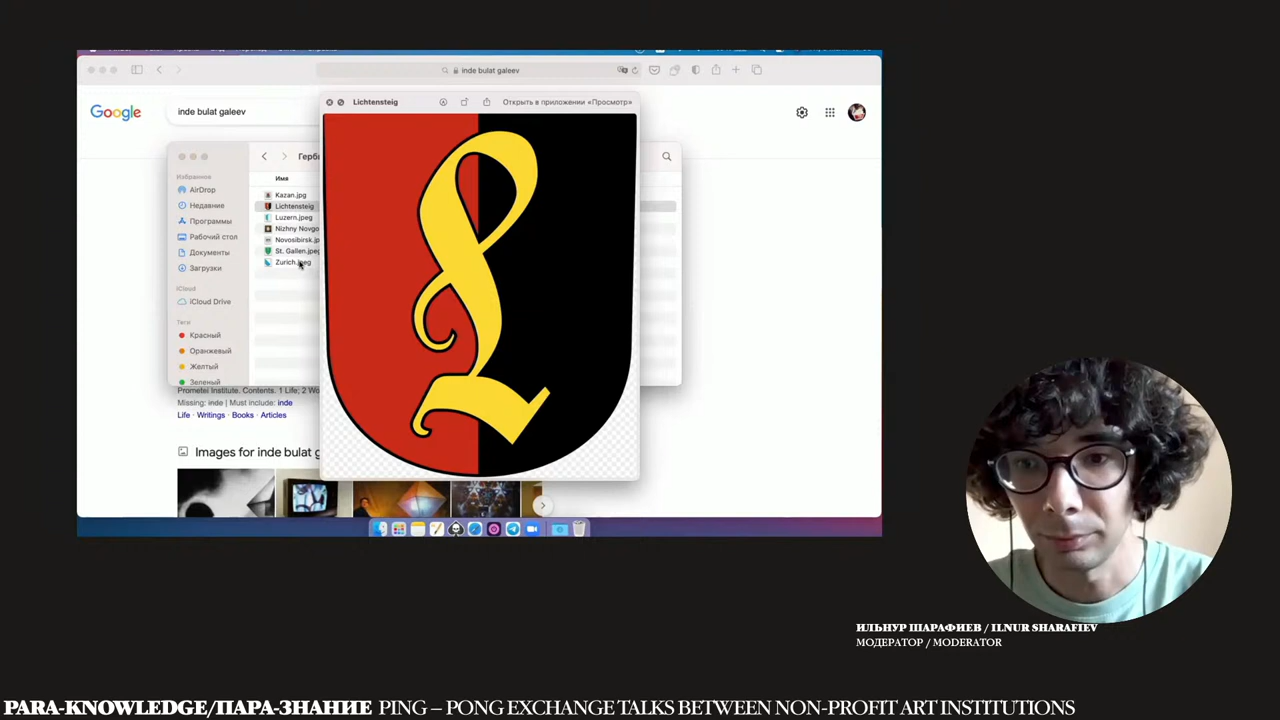 inde bulat galeev
Google
inde bulat galeev
Lichtensteig
Открыть в приложении «Просмотр»
Избранное
AirDrop
Недавние
Программы
Рабочий стол
Документы
Загрузки
iCloud
iCloud Drive
Теги
Красный
Оранжевый
Желтый
Зеленый
Имя
Kazan.jpg
Lichtensteig
Luzern.jpeg
Nizhny Novgo
Novosibirsk.jp
St. Gallen.jpeg
Zurich.jpeg
L
Prometei Institute. Contents. 1 Life; 2 Wo
Missing: inde | Must include: inde
Life · Writings · Books · Articles
Images for inde bulat g
ИЛЬНУР ШАРАФИЕВ / ILNUR SHARAFIEV
МОДЕРАТОР / MODERATOR
PARA-KNOWLEDGE/ПАРА-ЗНАНИЕ PING – PONG EXCHANGE TALKS BETWEEN NON-PROFIT ART INSTITUTIONS